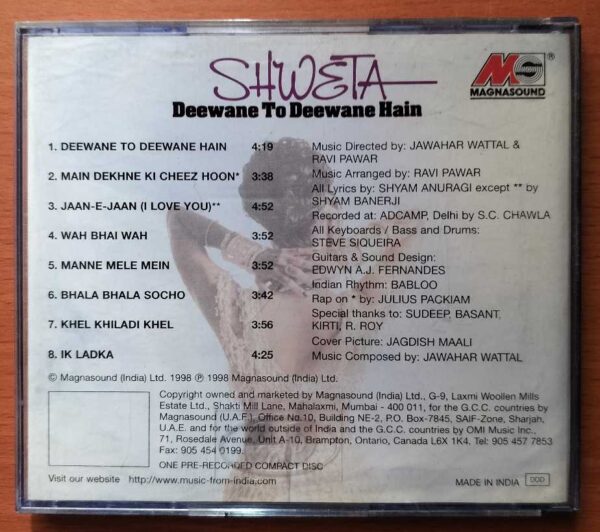 SHWETA
Deewane To Deewane Hain
MS®
MAGNASOUND
1. DEEWANE TO DEEWANE HAIN 4:19
2. MAIN DEKHNE KI CHEEZ HOON* 3:38
3. JAAN-E-JAAN (I LOVE YOU)** 4:52
4. WAH BHAI WAH 3:52
5. MANNE MELE MEIN 3:52
6. BHALA BHALA SOCHO 3:42
7. KHEL KHILADI KHEL 3:56
8. IK LADKA 4:25
Music Directed by: JAWAHAR WATTAL &
RAVI PAWAR
Music Arranged by: RAVI PAWAR
All Lyrics by: SHYAM ANURAGI except ** by
SHYAM BANERJI
Recorded at: ADCAMP, Delhi by S.C. CHAWLA
All Keyboards / Bass and Drums:
STEVE SIQUEIRA
Guitars & Sound Design:
EDWYN A.J. FERNANDES
Indian Rhythm: BABLOO
Rap on * by: JULIUS PACKIAM
Special thanks to: SUDEEP, BASANT,
KIRTI, R. ROY
Cover Picture: JAGDISH MAALI
Music Composed by: JAWAHAR WATTAL
© Magnasound (India) Ltd. 1998 ℗ 1998 Magnasound (India) Ltd.
Copyright owned and marketed by Magnasound (India) Ltd., G-9, Laxmi Woollen Mills
Estate Ltd., Shakti Mill Lane, Mahalaxmi, Mumbai - 400 011, for the G.C.C. countries by
Magnasound (U.A.F.), Office No.10, Building NE-2, P.O. Box-7845, SAIF-Zone, Sharjah,
U.A.E. and for the world outside of India and the G.C.C. countries by OMI Music Inc.,
71, Rosedale Avenue, Unit A-10, Brampton, Ontario, Canada L6X 1K4, Tel: 905 457 7853
Fax: 905 454 0199.
ONE PRE-RECORDED COMPACT DISC
Visit our website http://www.music-from-india.com
MADE IN INDIA DDD